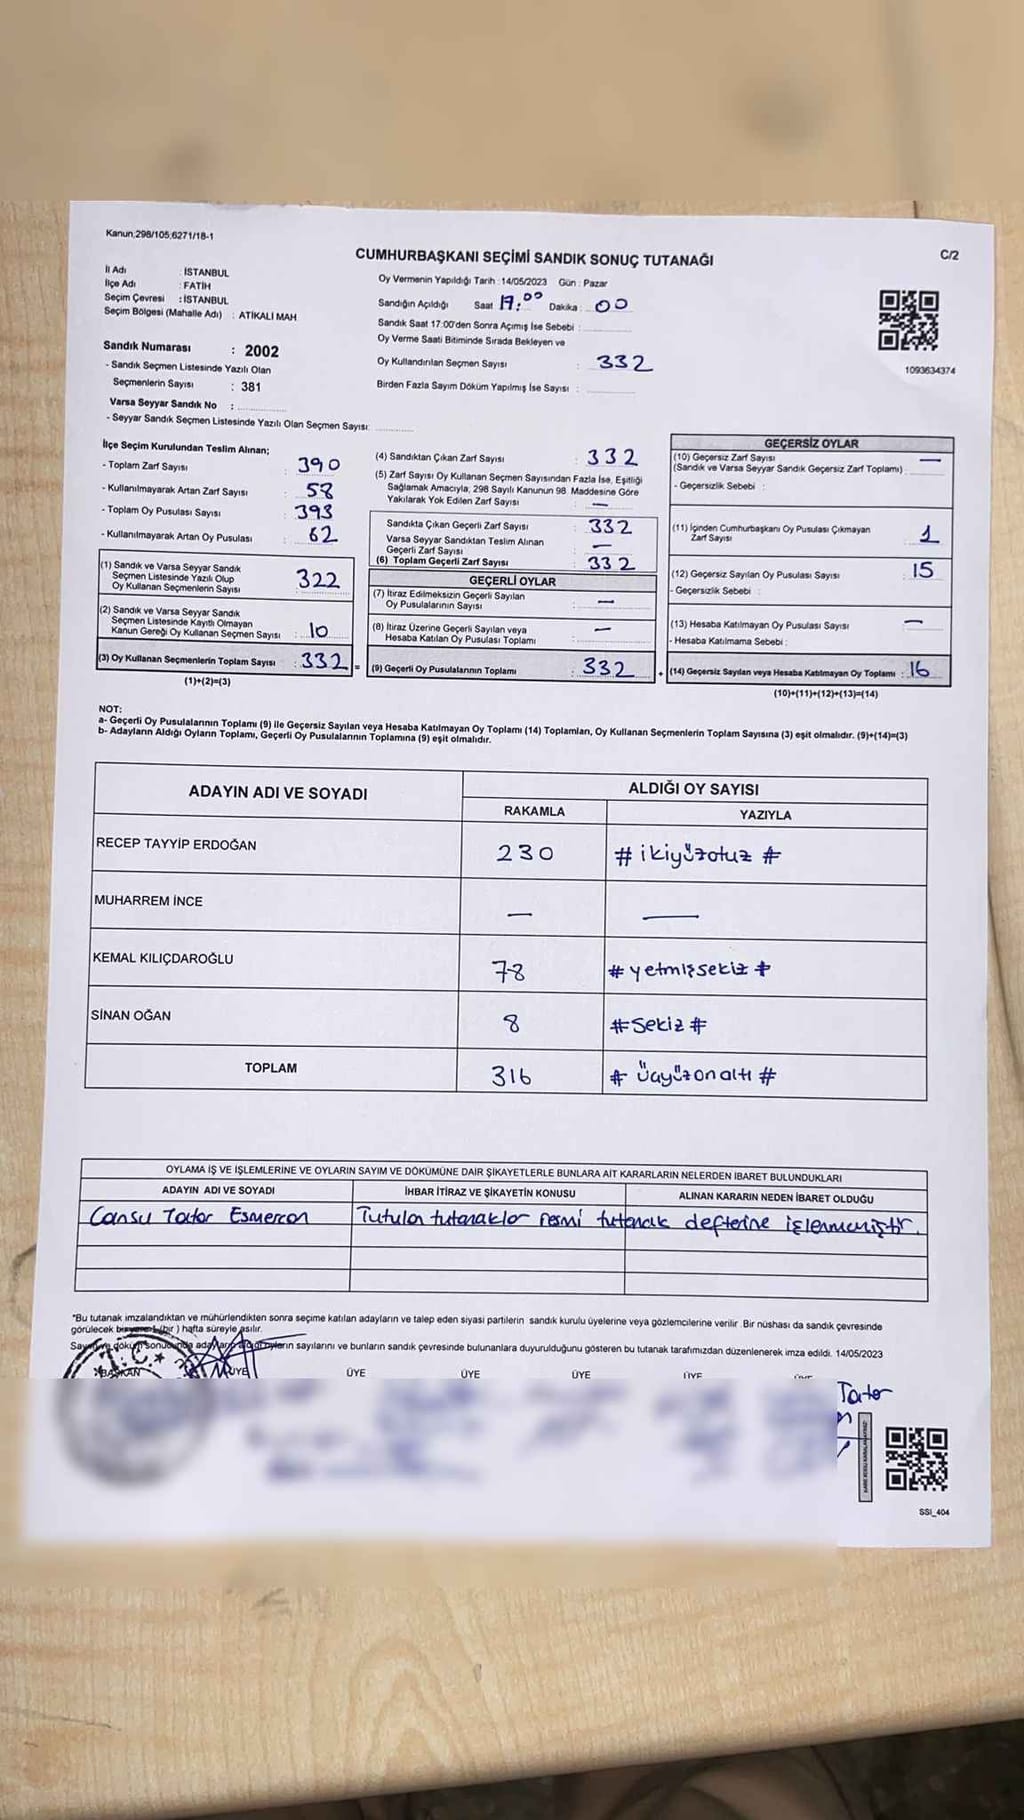 Kanun;298/105;6271/18-1
C/2
CUMHURBAŞKANI SEÇİMİ SANDIK SONUÇ TUTANAĞI
İl Adı : İSTANBUL
İlçe Adı : FATİH
Seçim Çevresi : İSTANBUL
Seçim Bölgesi (Mahalle Adı) : ATİKALİ MAH
Sandık Numarası : 2002
- Sandık Seçmen Listesinde Yazılı Olan
Seçmenlerin Sayısı : 381
Varsa Seyyar Sandık No :
- Seyyar Sandık Seçmen Listesinde Yazılı Olan Seçmen Sayısı:
Oy Vermenin Yapıldığı Tarih : 14/05/2023 Gün : Pazar
Sandığın Açıldığı Saat 17:00 Dakika : 00
Sandık Saat 17:00'den Sonra Açımış İse Sebebi :
Oy Verme Saati Bitiminde Sırada Bekleyen ve
Oy Kullandırılan Seçmen Sayısı : 332
Birden Fazla Sayım Döküm Yapılmış İse Sayısı :
1093634374
İlçe Seçim Kurulundan Teslim Alınan;
- Toplam Zarf Sayısı : 390
- Kullanılmayarak Artan Zarf Sayısı : 58
- Toplam Oy Pusulası Sayısı : 393
- Kullanılmayarak Artan Oy Pusulası : 62
(1) Sandık ve Varsa Seyyar Sandık
Seçmen Listesinde Yazılı Olup
Oy Kullanan Seçmenlerin Sayısı : 322
(2) Sandık ve Varsa Seyyar Sandık
Seçmen Listesinde Kayıtlı Olmayan
Kanun Gereği Oy Kullanan Seçmen Sayısı : 10
(3) Oy Kullanan Seçmenlerin Toplam Sayısı : 332 =
(1)+(2)=(3)
(4) Sandıktan Çıkan Zarf Sayısı : 332
(5) Zarf Sayısı Oy Kullanan Seçmen Sayısından Fazla İse, Eşitliği
Sağlamak Amacıyla, 298 Sayılı Kanunun 98. Maddesine Göre
Yakılarak Yok Edilen Zarf Sayısı : —
Sandıkta Çıkan Geçerli Zarf Sayısı : 332
Varsa Seyyar Sandıktan Teslim Alınan
Geçerli Zarf Sayısı : —
(6) Toplam Geçerli Zarf Sayısı : 332
GEÇERLİ OYLAR
(7) İtiraz Edilmeksizin Geçerli Sayılan
Oy Pusulalarının Sayısı : —
(8) İtiraz Üzerine Geçerli Sayılan veya
Hesaba Katılan Oy Pusulası Toplamı : —
(9) Geçerli Oy Pusulalarının Toplamı : 332 +
GEÇERSİZ OYLAR
(10) Geçersiz Zarf Sayısı
(Sandık ve Varsa Seyyar Sandık Geçersiz Zarf Toplamı) : —
- Geçersizlik Sebebi :
(11) İçinden Cumhurbaşkanı Oy Pusulası Çıkmayan
Zarf Sayısı : 1
(12) Geçersiz Sayılan Oy Pusulası Sayısı : 15
- Geçersizlik Sebebi :
(13) Hesaba Katılmayan Oy Pusulası Sayısı : —
- Hesaba Katılmama Sebebi :
(14) Geçersiz Sayılan veya Hesaba Katılmayan Oy Toplamı : 16
(10)+(11)+(12)+(13)=(14)
NOT:
a- Geçerli Oy Pusulalarının Toplamı (9) ile Geçersiz Sayılan veya Hesaba Katılmayan Oy Toplamı (14) Toplamları, Oy Kullanan Seçmenlerin Toplam Sayısına (3) eşit olmalıdır. (9)+(14)=(3)
b- Adayların Aldığı Oyların Toplamı, Geçerli Oy Pusulalarının Toplamına (9) eşit olmalıdır.
ADAYIN ADI VE SOYADI ALDIĞI OY SAYISI
RAKAMLA YAZIYLA
RECEP TAYYİP ERDOĞAN 230 # ikiyüzotuz #
MUHARREM İNCE — —
KEMAL KILIÇDAROĞLU 78 # yetmişsekiz #
SİNAN OĞAN 8 # Sekiz #
TOPLAM 316 # Üçyüzonaltı #
OYLAMA İŞ VE İŞLEMLERİNE VE OYLARIN SAYIM VE DÖKÜMÜNE DAİR ŞİKAYETLERLE BUNLARA AİT KARARLARIN NELERDEN İBARET BULUNDUKLARI
ADAYIN ADI VE SOYADI İHBAR İTİRAZ VE ŞİKAYETİN KONUSU ALINAN KARARIN NEDEN İBARET OLDUĞU
Cansu Tatar Esmercan Tutulan tutanaklar resmi tutanak defterine işlenmemiştir.
"Bu tutanak imzalandıktan ve mühürlendikten sonra seçime katılan adayların ve talep eden siyasi partilerin sandık kurulu üyelerine veya gözlemcilerine verilir. Bir nüshası da sandık çevresinde
görülecek bir yere 1 (bir ) hafta süreyle asılır.
Sayım ve döküm sonucunda adayların aldığı oyların sayılarını ve bunların sandık çevresinde bulunanlara duyurulduğunu gösteren bu tutanak tarafımızdan düzenlenerek imza edildi. 14/05/2023
T.C.
BAŞKAN ÜYE ÜYE ÜYE ÜYE ÜYE
Tatar
SSI_404